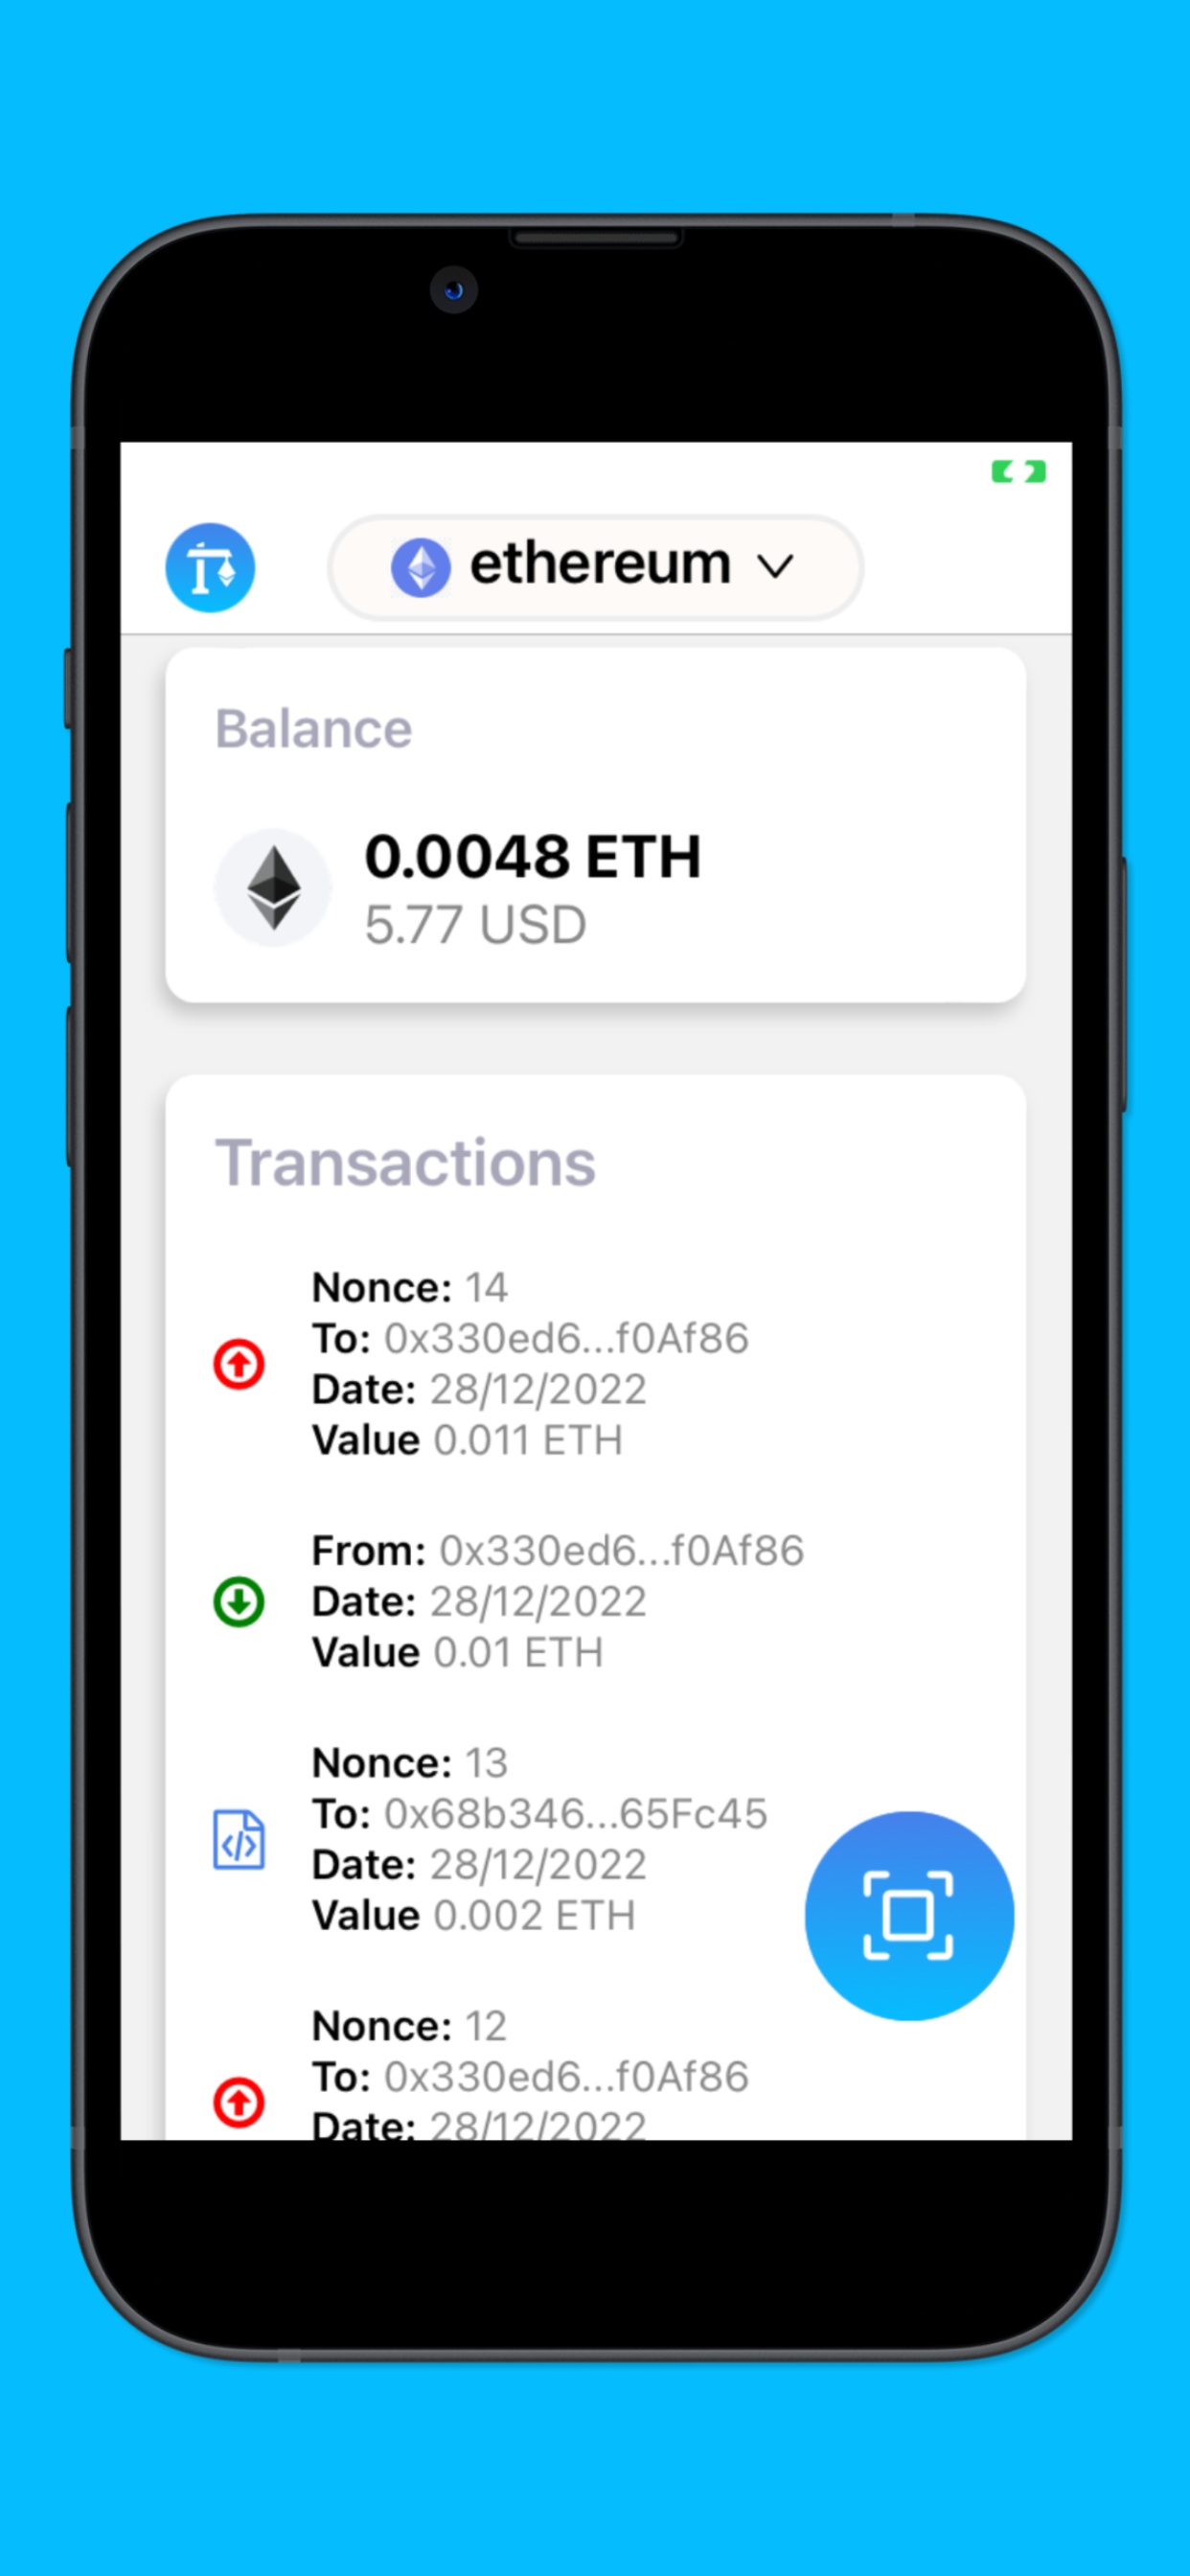 ethereum
Balance
0.0048 ETH
5.77 USD
Transactions
Nonce: 14
To: 0x330ed6...f0Af86
Date: 28/12/2022
Value 0.011 ETH
From: 0x330ed6...f0Af86
Date: 28/12/2022
Value 0.01 ETH
Nonce: 13
To: 0x68b346...65Fc45
Date: 28/12/2022
Value 0.002 ETH
Nonce: 12
To: 0x330ed6...f0Af86
Date: 28/12/2022